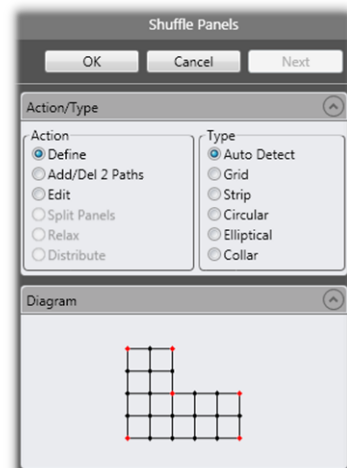 Shuffle Panels
OK Cancel Next
Action/Type
Action
Define
Add/Del 2 Paths
Edit
Split Panels
Relax
Distribute
Type
Auto Detect
Grid
Strip
Circular
Elliptical
Collar
Diagram